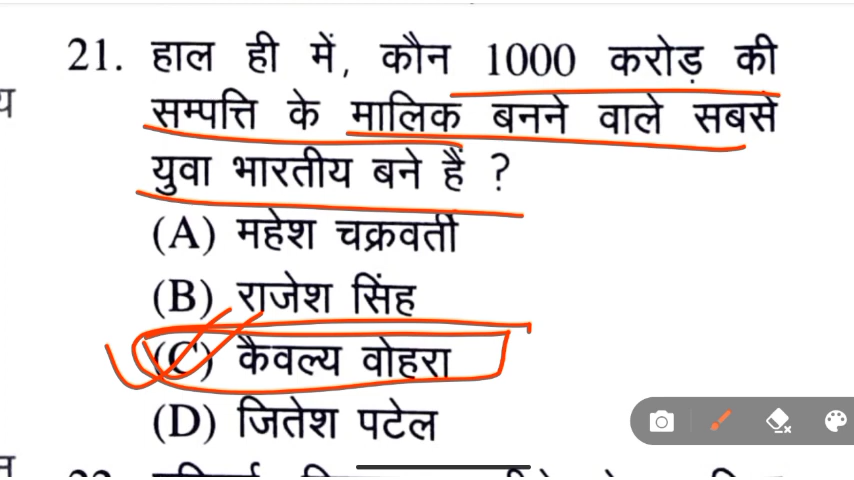 21. हाल ही में, कौन 1000 करोड़ की
सम्पत्ति के मालिक बनने वाले सबसे
युवा भारतीय बने हैं ?
(A) महेश चक्रवर्ती
(B) राजेश सिंह
(C) कैवल्य वोहरा
(D) जितेश पटेल